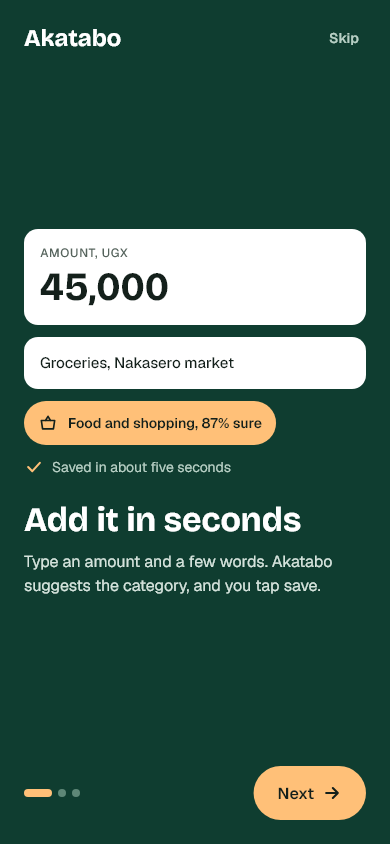 Akatabo
Skip
AMOUNT, UGX
45,000
Groceries, Nakasero market
Food and shopping, 87% sure
Saved in about five seconds
Add it in seconds
Type an amount and a few words. Akatabo
suggests the category, and you tap save.
Next